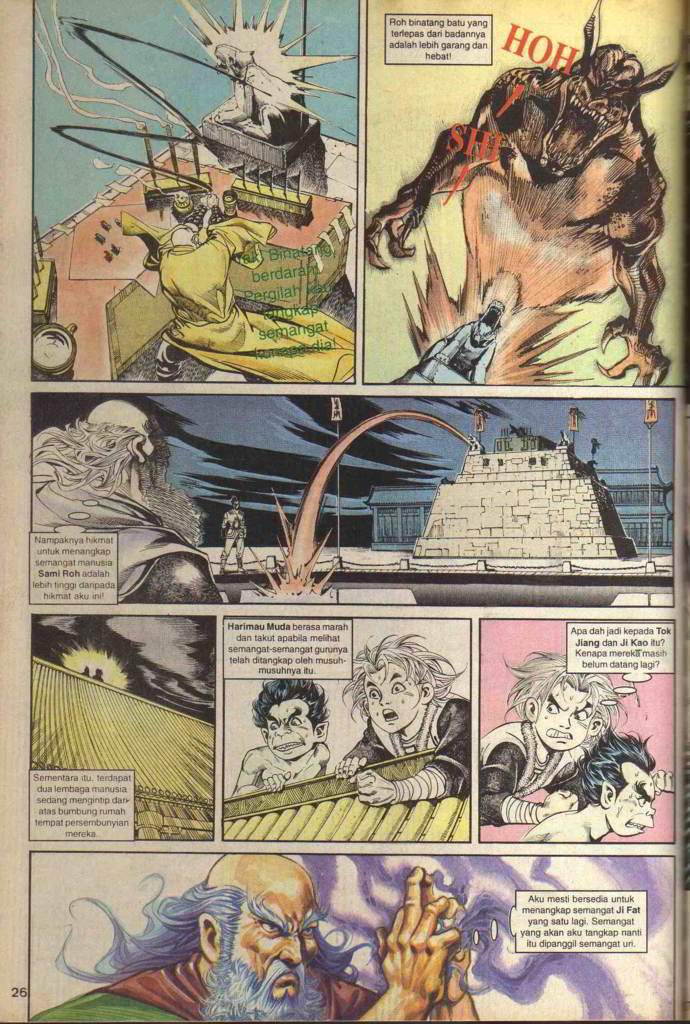 Hak! Binatang
berdarah!
Pergilah kau
tangkap
semangat
Roh binatang batu yang
terlepas dari badannya
adalah lebih garang dan
hebat!
HOH
SHI
Nampaknya hikmat
untuk menangkap
semangat manusia
Sami Roh adalah
lebih tinggi daripada
hikmat aku ini!
Sementara itu, terdapat
dua lembaga manusia
sedang mengintip dari
atas bumbung rumah
tempat persembunyian
mereka.
Harimau Muda berasa marah
dan takut apabila melihat
semangat-semangat gurunya
telah ditangkap oleh musuh-
musuhnya itu.
Apa dah jadi kepada Tok
Jiang dan Ji Kao itu?
Kenapa mereka masih
belum datang lagi?
Aku mesti bersedia untuk
menangkap semangat Ji Fat
yang satu lagi. Semangat
yang akan aku tangkap nanti
itu dipanggil semangat uri.
26